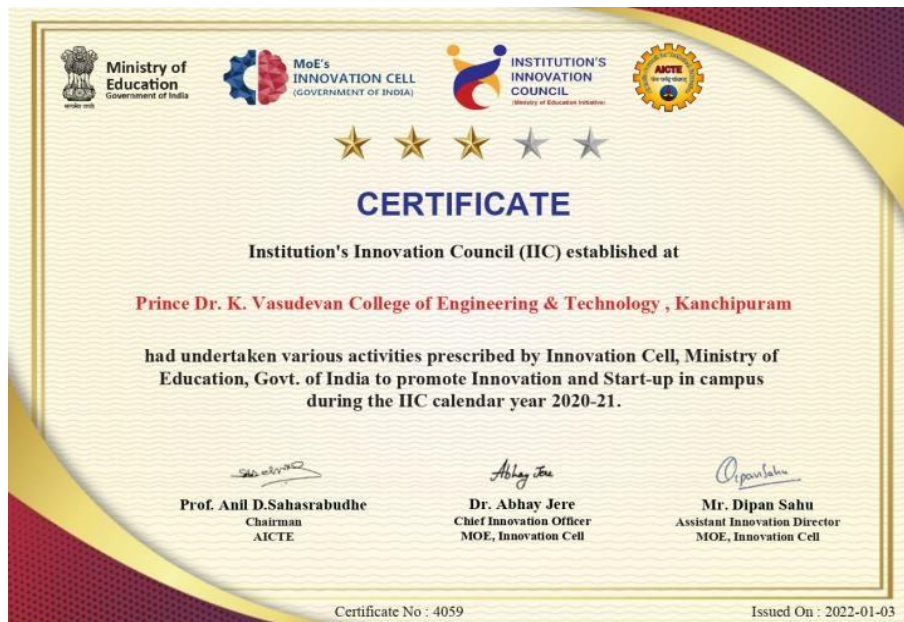 Ministry of
Education
Government of India
MoE's
INNOVATION CELL
(GOVERNMENT OF INDIA)
INSTITUTION'S
INNOVATION
COUNCIL
(Ministry of Education Initiative)
AICTE
CERTIFICATE
Institution's Innovation Council (IIC) established at
Prince Dr. K. Vasudevan College of Engineering & Technology , Kanchipuram
had undertaken various activities prescribed by Innovation Cell, Ministry of
Education, Govt. of India to promote Innovation and Start-up in campus
during the IIC calendar year 2020-21.
Abhay Jere
DipanSahu
Prof. Anil D.Sahasrabudhe
Chairman
AICTE
Dr. Abhay Jere
Chief Innovation Officer
MOE, Innovation Cell
Mr. Dipan Sahu
Assistant Innovation Director
MOE, Innovation Cell
Certificate No : 4059
Issued On : 2022-01-03